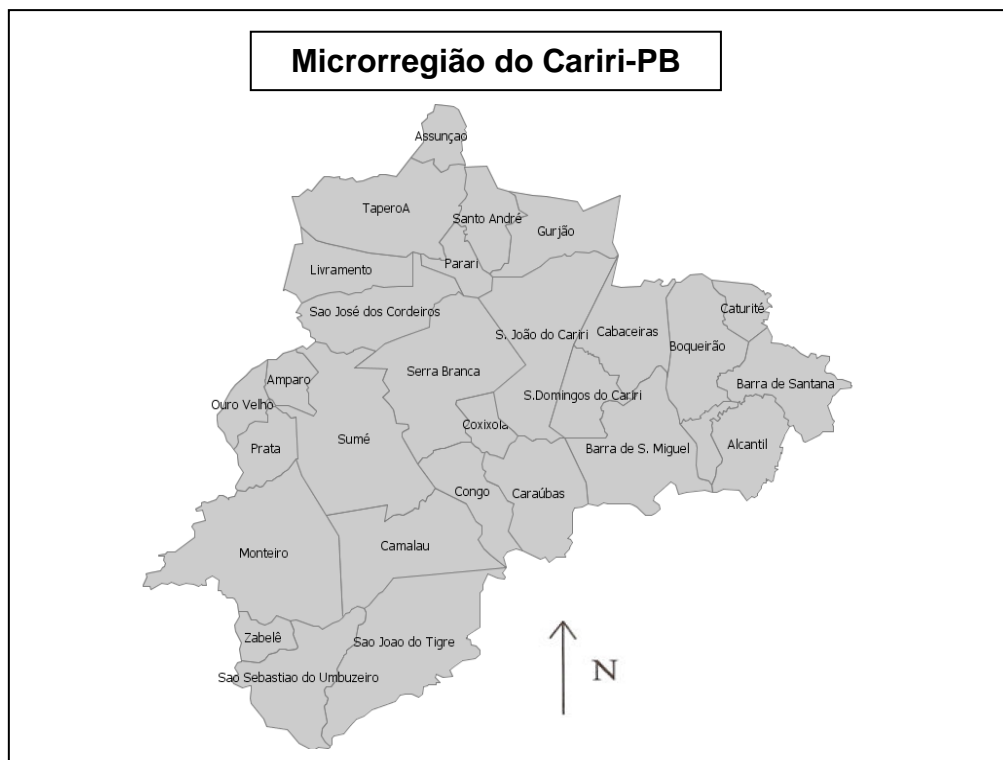 Microrregião do Cariri-PB
Assunçao
TaperoA
Santo André
Gurjão
Parari
Livramento
Sao José dos Cordeiros
S. João do Cariri
Cabaceiras
Caturité
Boqueirão
Serra Branca
Amparo
Barra de Santana
S.Domingos do Cariri
Ouro Velho
Coxixola
Sumé
Prata
Barra de S. Miguel
Alcantil
Congo
Caraúbas
Monteiro
Camalau
Zabelê
Sao Joao do Tigre
Sao Sebastiao do Umbuzeiro
N